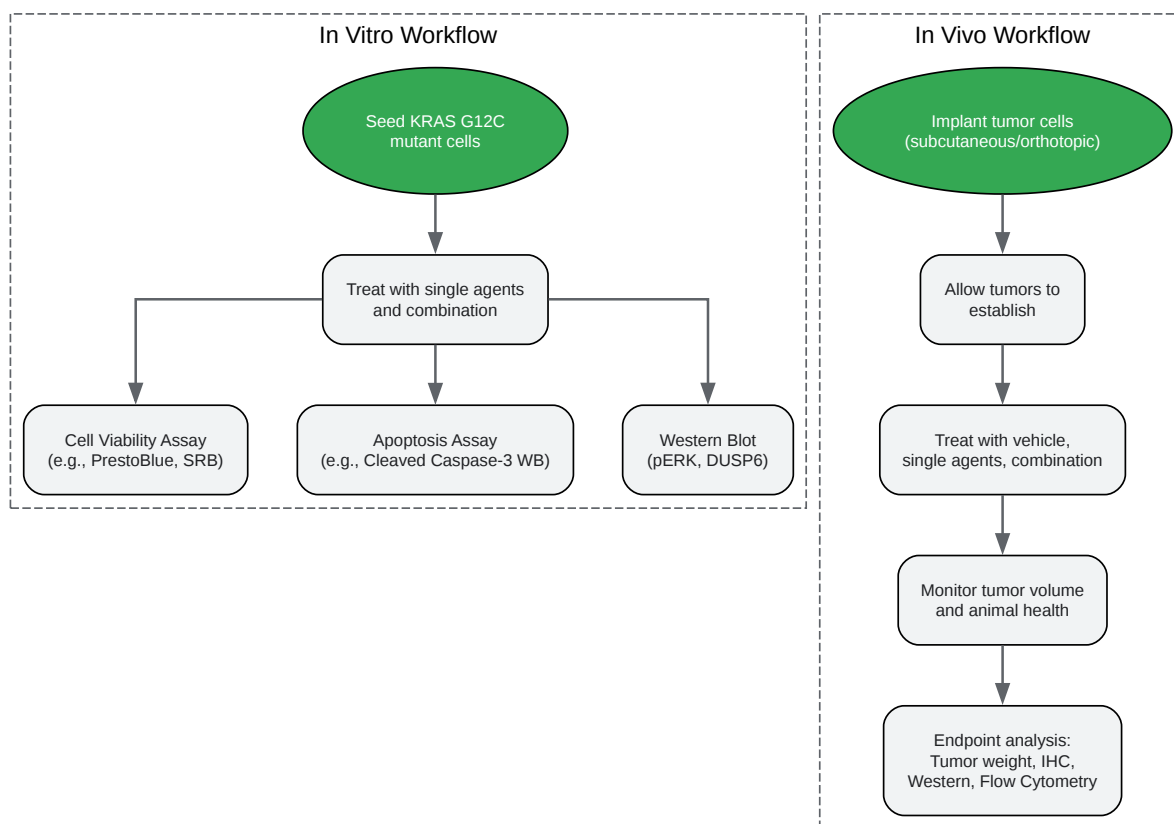 In Vitro Workflow
Seed KRAS G12C
mutant cells
Treat with single agents
and combination
Cell Viability Assay
(e.g., PrestoBlue, SRB)
Apoptosis Assay
(e.g., Cleaved Caspase-3 WB)
Western Blot
(pERK, DUSP6)
In Vivo Workflow
Implant tumor cells
(subcutaneous/orthotopic)
Allow tumors to
establish
Treat with vehicle,
single agents, combination
Monitor tumor volume
and animal health
Endpoint analysis:
Tumor weight, IHC,
Western, Flow Cytometry